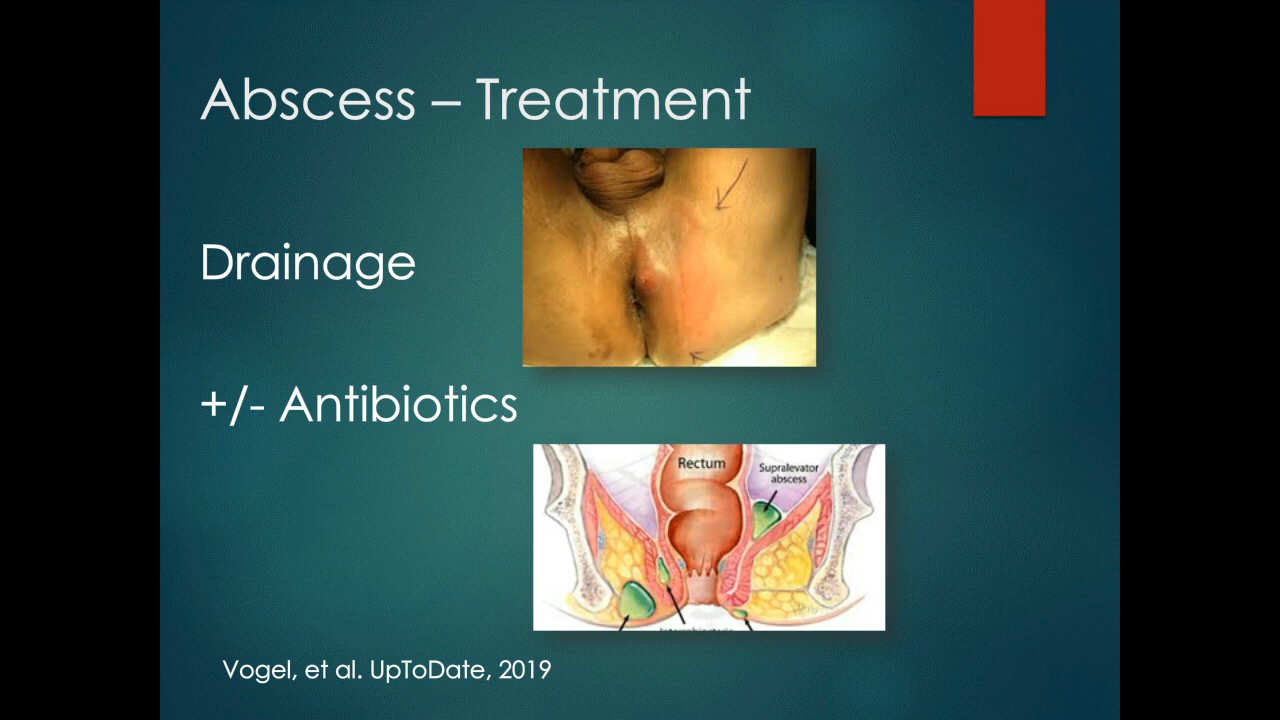 Abscess – Treatment
Drainage
+/- Antibiotics
Rectum
Supralevator
abscess
Vogel, et al. UpToDate, 2019